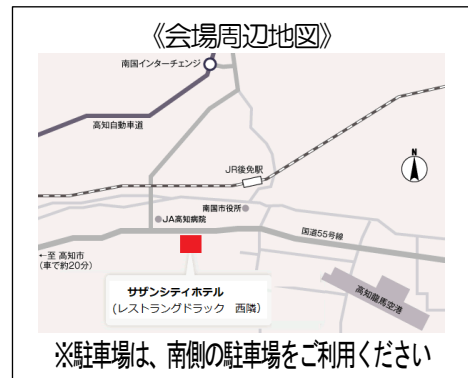 《会場周辺地図》
南国インターチェンジ
高知自動車道
JR後免駅
N
南国市役所
JA高知病院
国道55号線
←至 高知市
(車で約20分)
サザンシティホテル
(レストラングドラック 西隣)
高知龍馬空港
※駐車場は、南側の駐車場をご利用ください